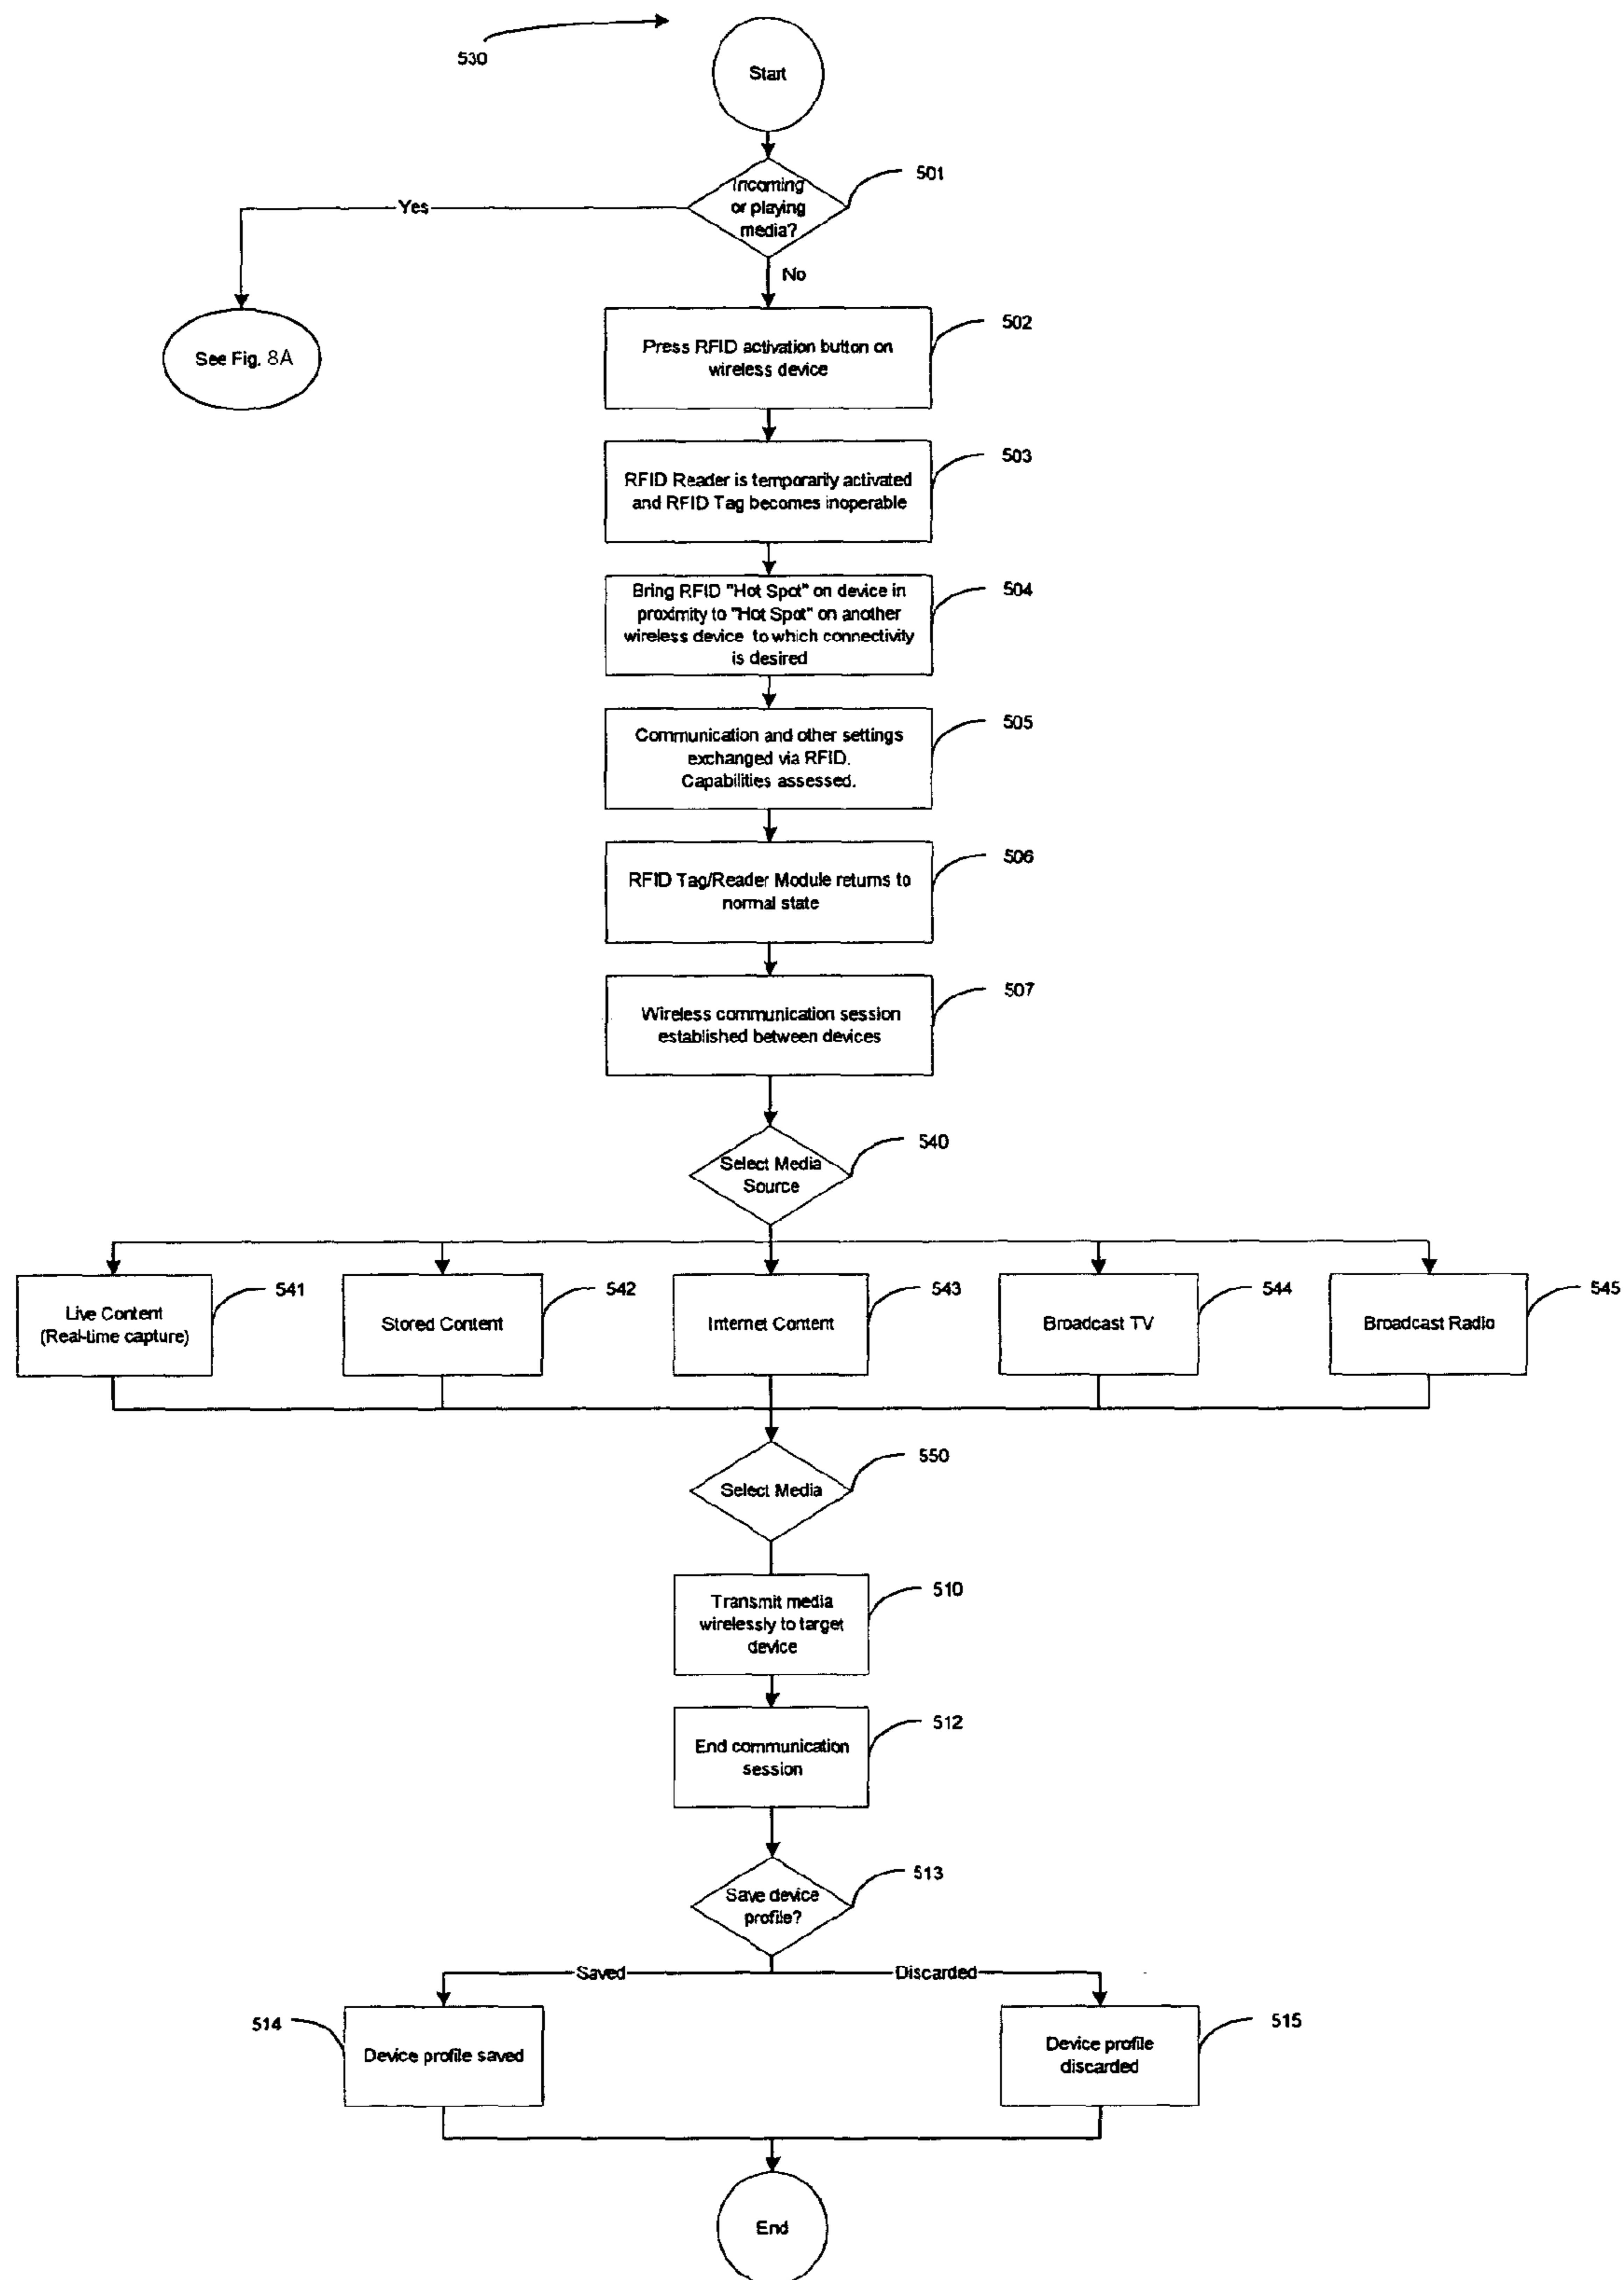 530
Start
501
Incoming
or playing
media?
Yes
No
See Fig. 8A
502
Press RFID activation button on
wireless device
503
RFID Reader is temporarily activated
and RFID Tag becomes inoperable
504
Bring RFID "Hot Spot" on device in
proximity to "Hot Spot" on another
wireless device to which connectivity
is desired
505
Communication and other settings
exchanged via RFID.
Capabilities assessed.
506
RFID Tag/Reader Module returns to
normal state
507
Wireless communication session
established between devices
540
Select Media
Source
541
Live Content
(Real-time capture)
542
Stored Content
543
Internet Content
544
Broadcast TV
545
Broadcast Radio
550
Select Media
510
Transmit media
wirelessly to target
device
512
End communication
session
513
Save device
profile?
Saved
Discarded
514
Device profile saved
515
Device profile
discarded
End